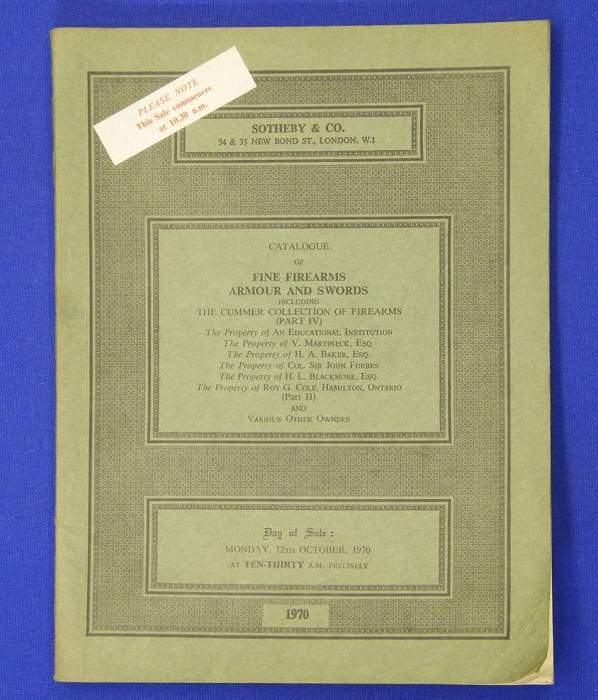 PLEASE NOTE
This Sale commences
at 10.30 a.m.
SOTHEBY & CO.
34 & 35 NEW BOND ST., LONDON, W.1
CATALOGUE
OF
FINE FIREARMS
ARMOUR AND SWORDS
INCLUDING
THE CUMMER COLLECTION OF FIREARMS
(PART IV)
The Property of AN EDUCATIONAL INSTITUTION
The Property of V. MARTINECK, ESQ.
The Property of H. A. BAKER, ESQ.
The Property of COL. SIR JOHN FORBES
The Property of H. L. BLACKMORE, ESQ.
The Property of ROY G. COLE, HAMILTON, ONTARIO
(Part II)
AND
VARIOUS OTHER OWNERS
Day of Sale:
MONDAY, 12TH OCTOBER, 1970
AT TEN-THIRTY A.M. PRECISELY
1970